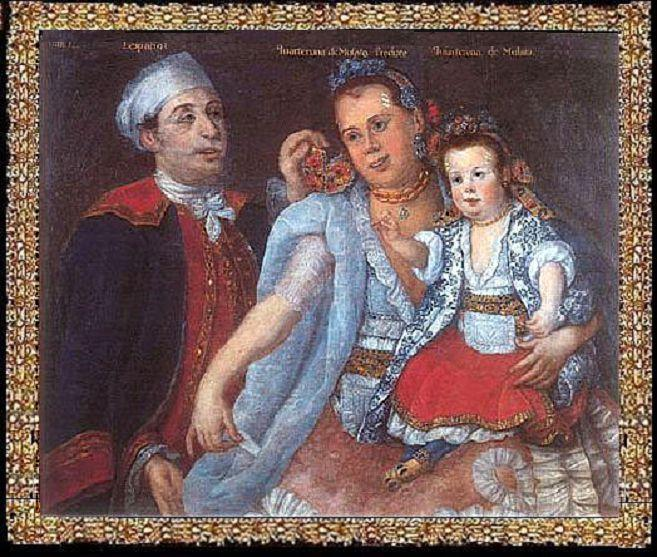 Español Quarterona de Mulato. Produce Quinterona de Mulato.